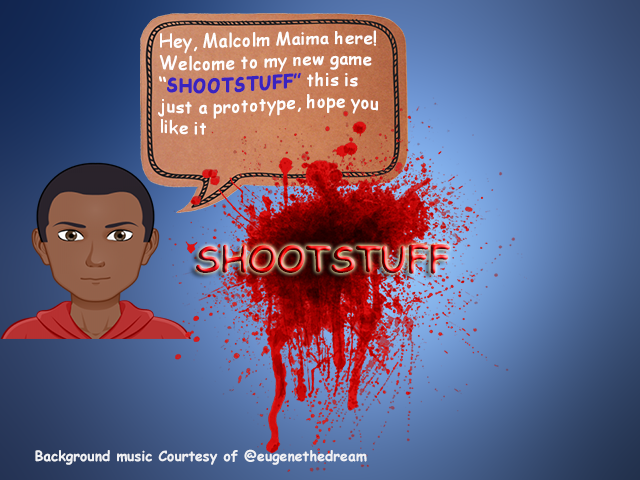 Hey, Malcolm Maima here!
Welcome to my new game
“SHOOTSTUFF” this is
just a prototype, hope you
like it
SHOOTSTUFF
Background music Courtesy of @eugenethedream